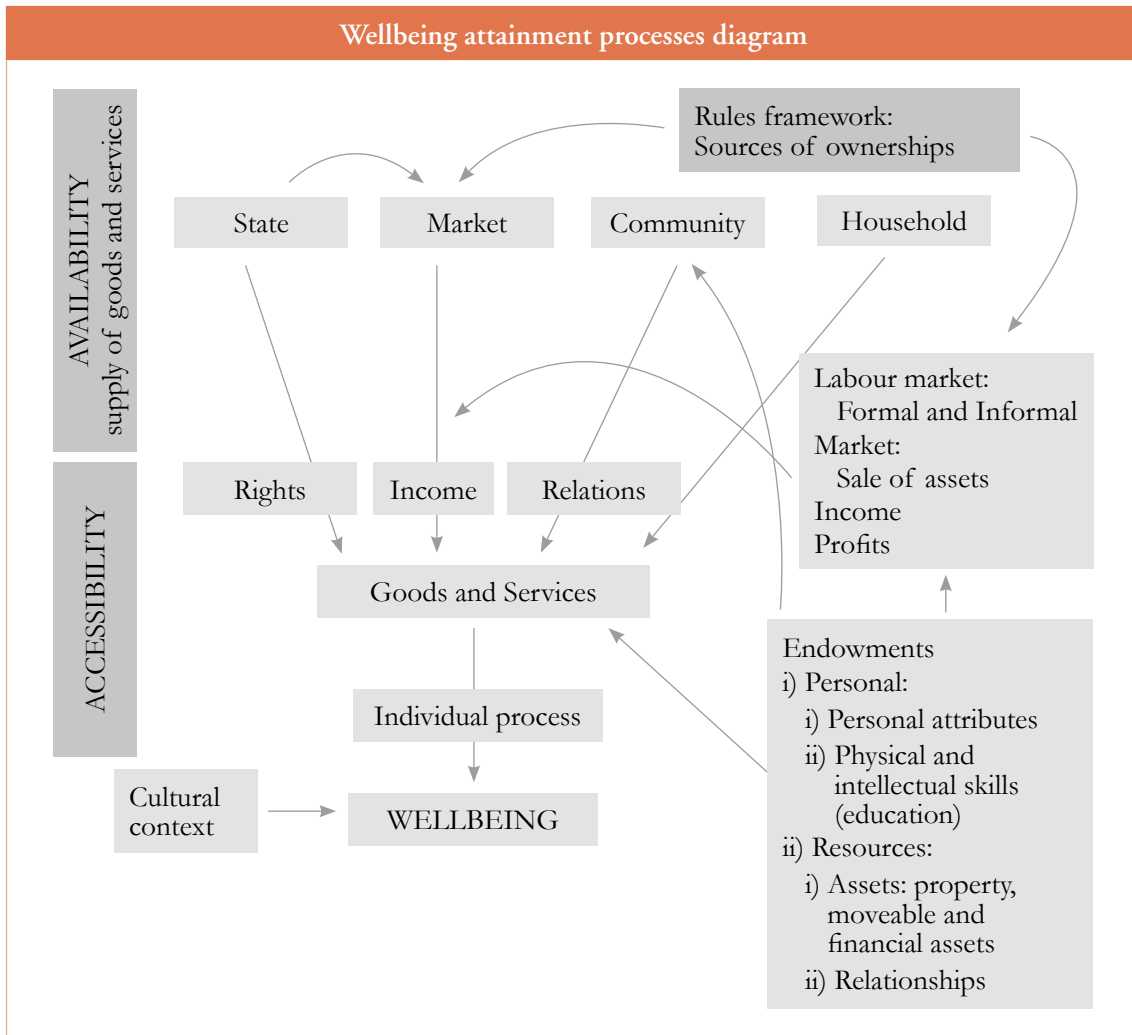 Wellbeing attainment processes diagram
AVAILABILITY
supply of goods and services
Rules framework:
Sources of ownerships
State
Market
Community
Household
Labour market:
Formal and Informal
Market:
Sale of assets
Income
Profits
ACCESSIBILITY
Rights
Income
Relations
Goods and Services
Individual process
Cultural
context
WELLBEING
Endowments
i) Personal:
i) Personal attributes
ii) Physical and
intellectual skills
(education)
ii) Resources:
i) Assets: property,
moveable and
financial assets
ii) Relationships